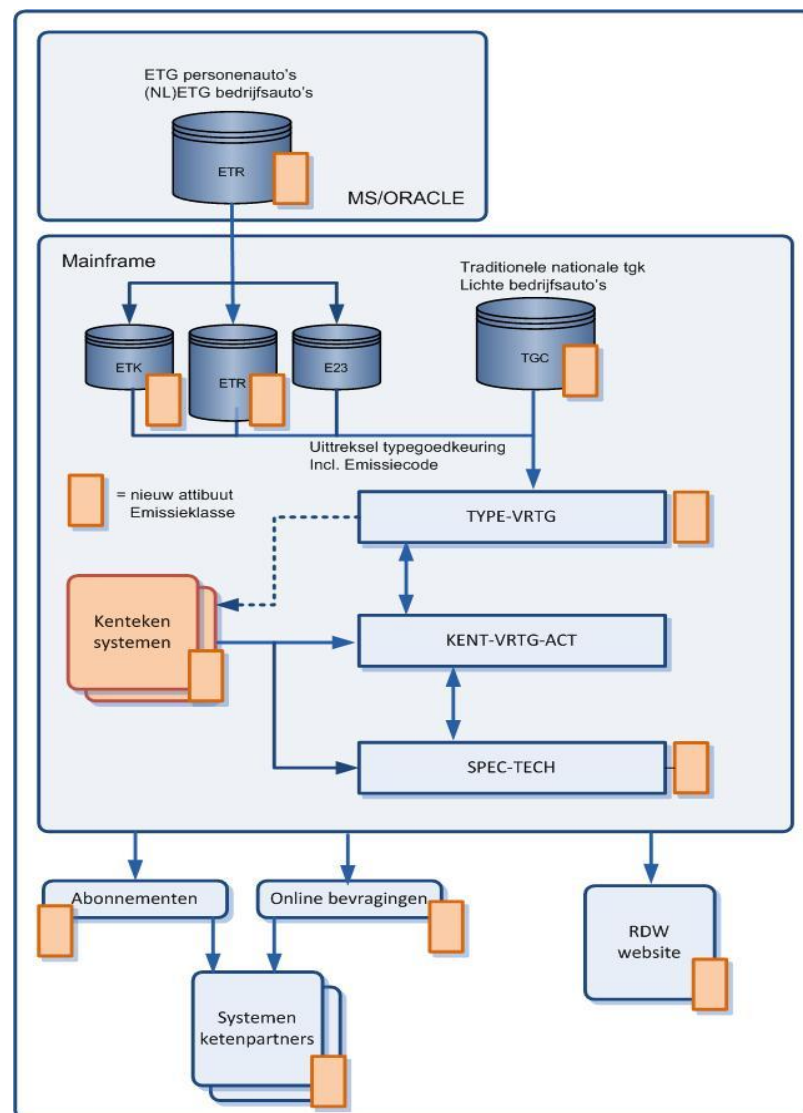 ETG personenauto's
(NL)ETG bedrijfsauto's
ETR
MS/ORACLE
Mainframe
Traditionele nationale tgk
Lichte bedrijfsauto's
ETK
ETR
E23
TGC
Uittreksel typegoedkeuring
Incl. Emissiecode
= nieuw attibuut
Emissieklasse
TYPE-VRTG
Kenteken
systemen
KENT-VRTG-ACT
SPEC-TECH
Abonnementen
Online bevragingen
RDW
website
Systemen
ketenpartners